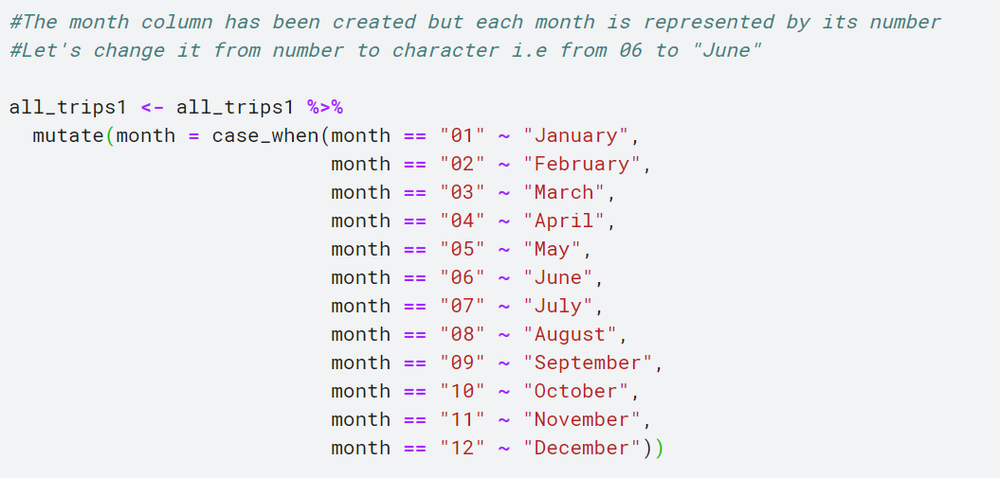 #The month column has been created but each month is represented by its number
#Let's change it from number to character i.e from 06 to "June"
all_trips1 <- all_trips1 %>%
mutate(month = case_when(month == "01" ~ "January",
month == "02" ~ "February",
month == "03" ~ "March",
month == "04" ~ "April",
month == "05" ~ "May",
month == "06" ~ "June",
month == "07" ~ "July",
month == "08" ~ "August",
month == "09" ~ "September",
month == "10" ~ "October",
month == "11" ~ "November",
month == "12" ~ "December"))